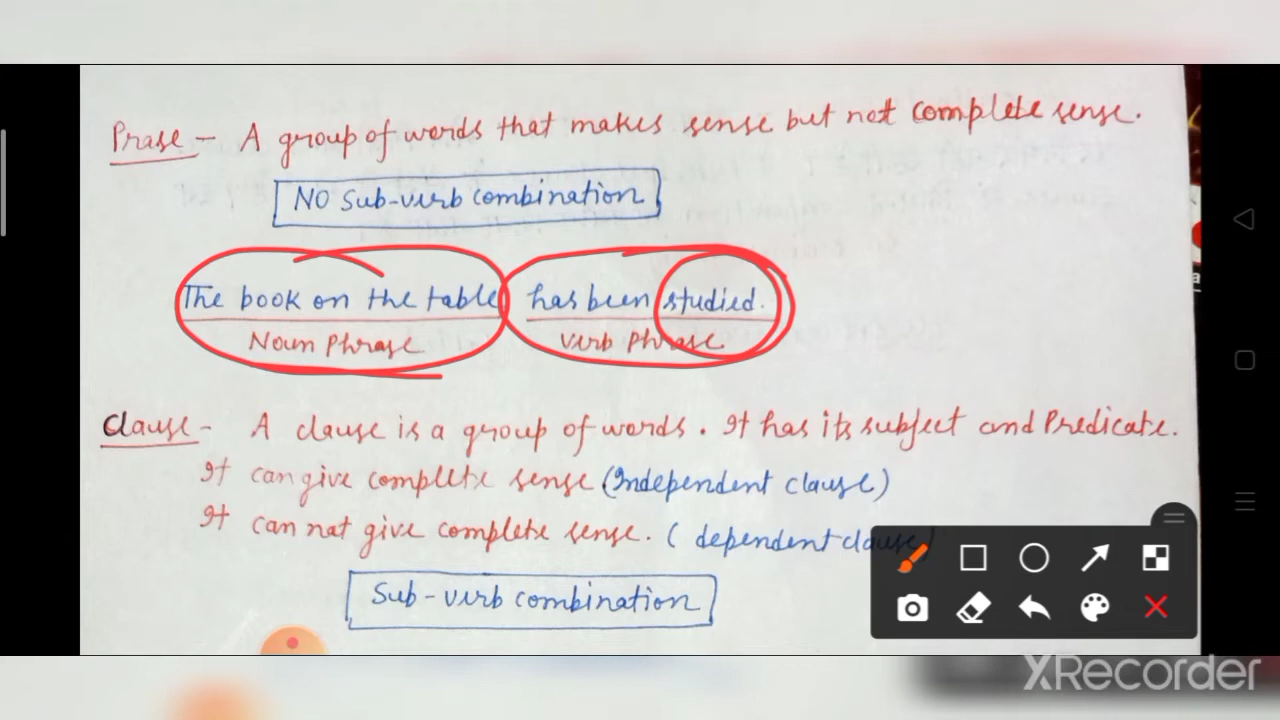 Prase - A group of words that makes sense but not complete sense.
NO Sub-verb combination
The book on the table has been studied.
Noun Phrase verb phrase
Clause - A clause is a group of words. It has its subject and Predicate.
It can give complete sense (Independent clause)
It can not give complete sense. ( dependent clause)
Sub-verb combination
XRecorder